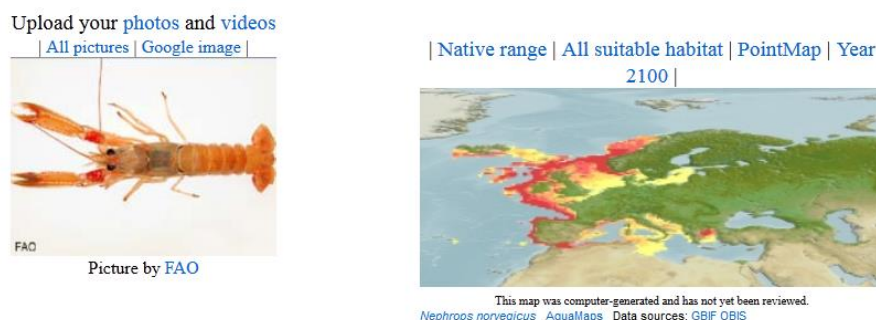 Upload your photos and videos
| All pictures | Google image |
FAO
Picture by FAO
| Native range | All suitable habitat | PointMap | Year
2100 |
This map was computer-generated and has not yet been reviewed.
Nephrops norvegicus AquaMaps Data sources: GBIF OBIS